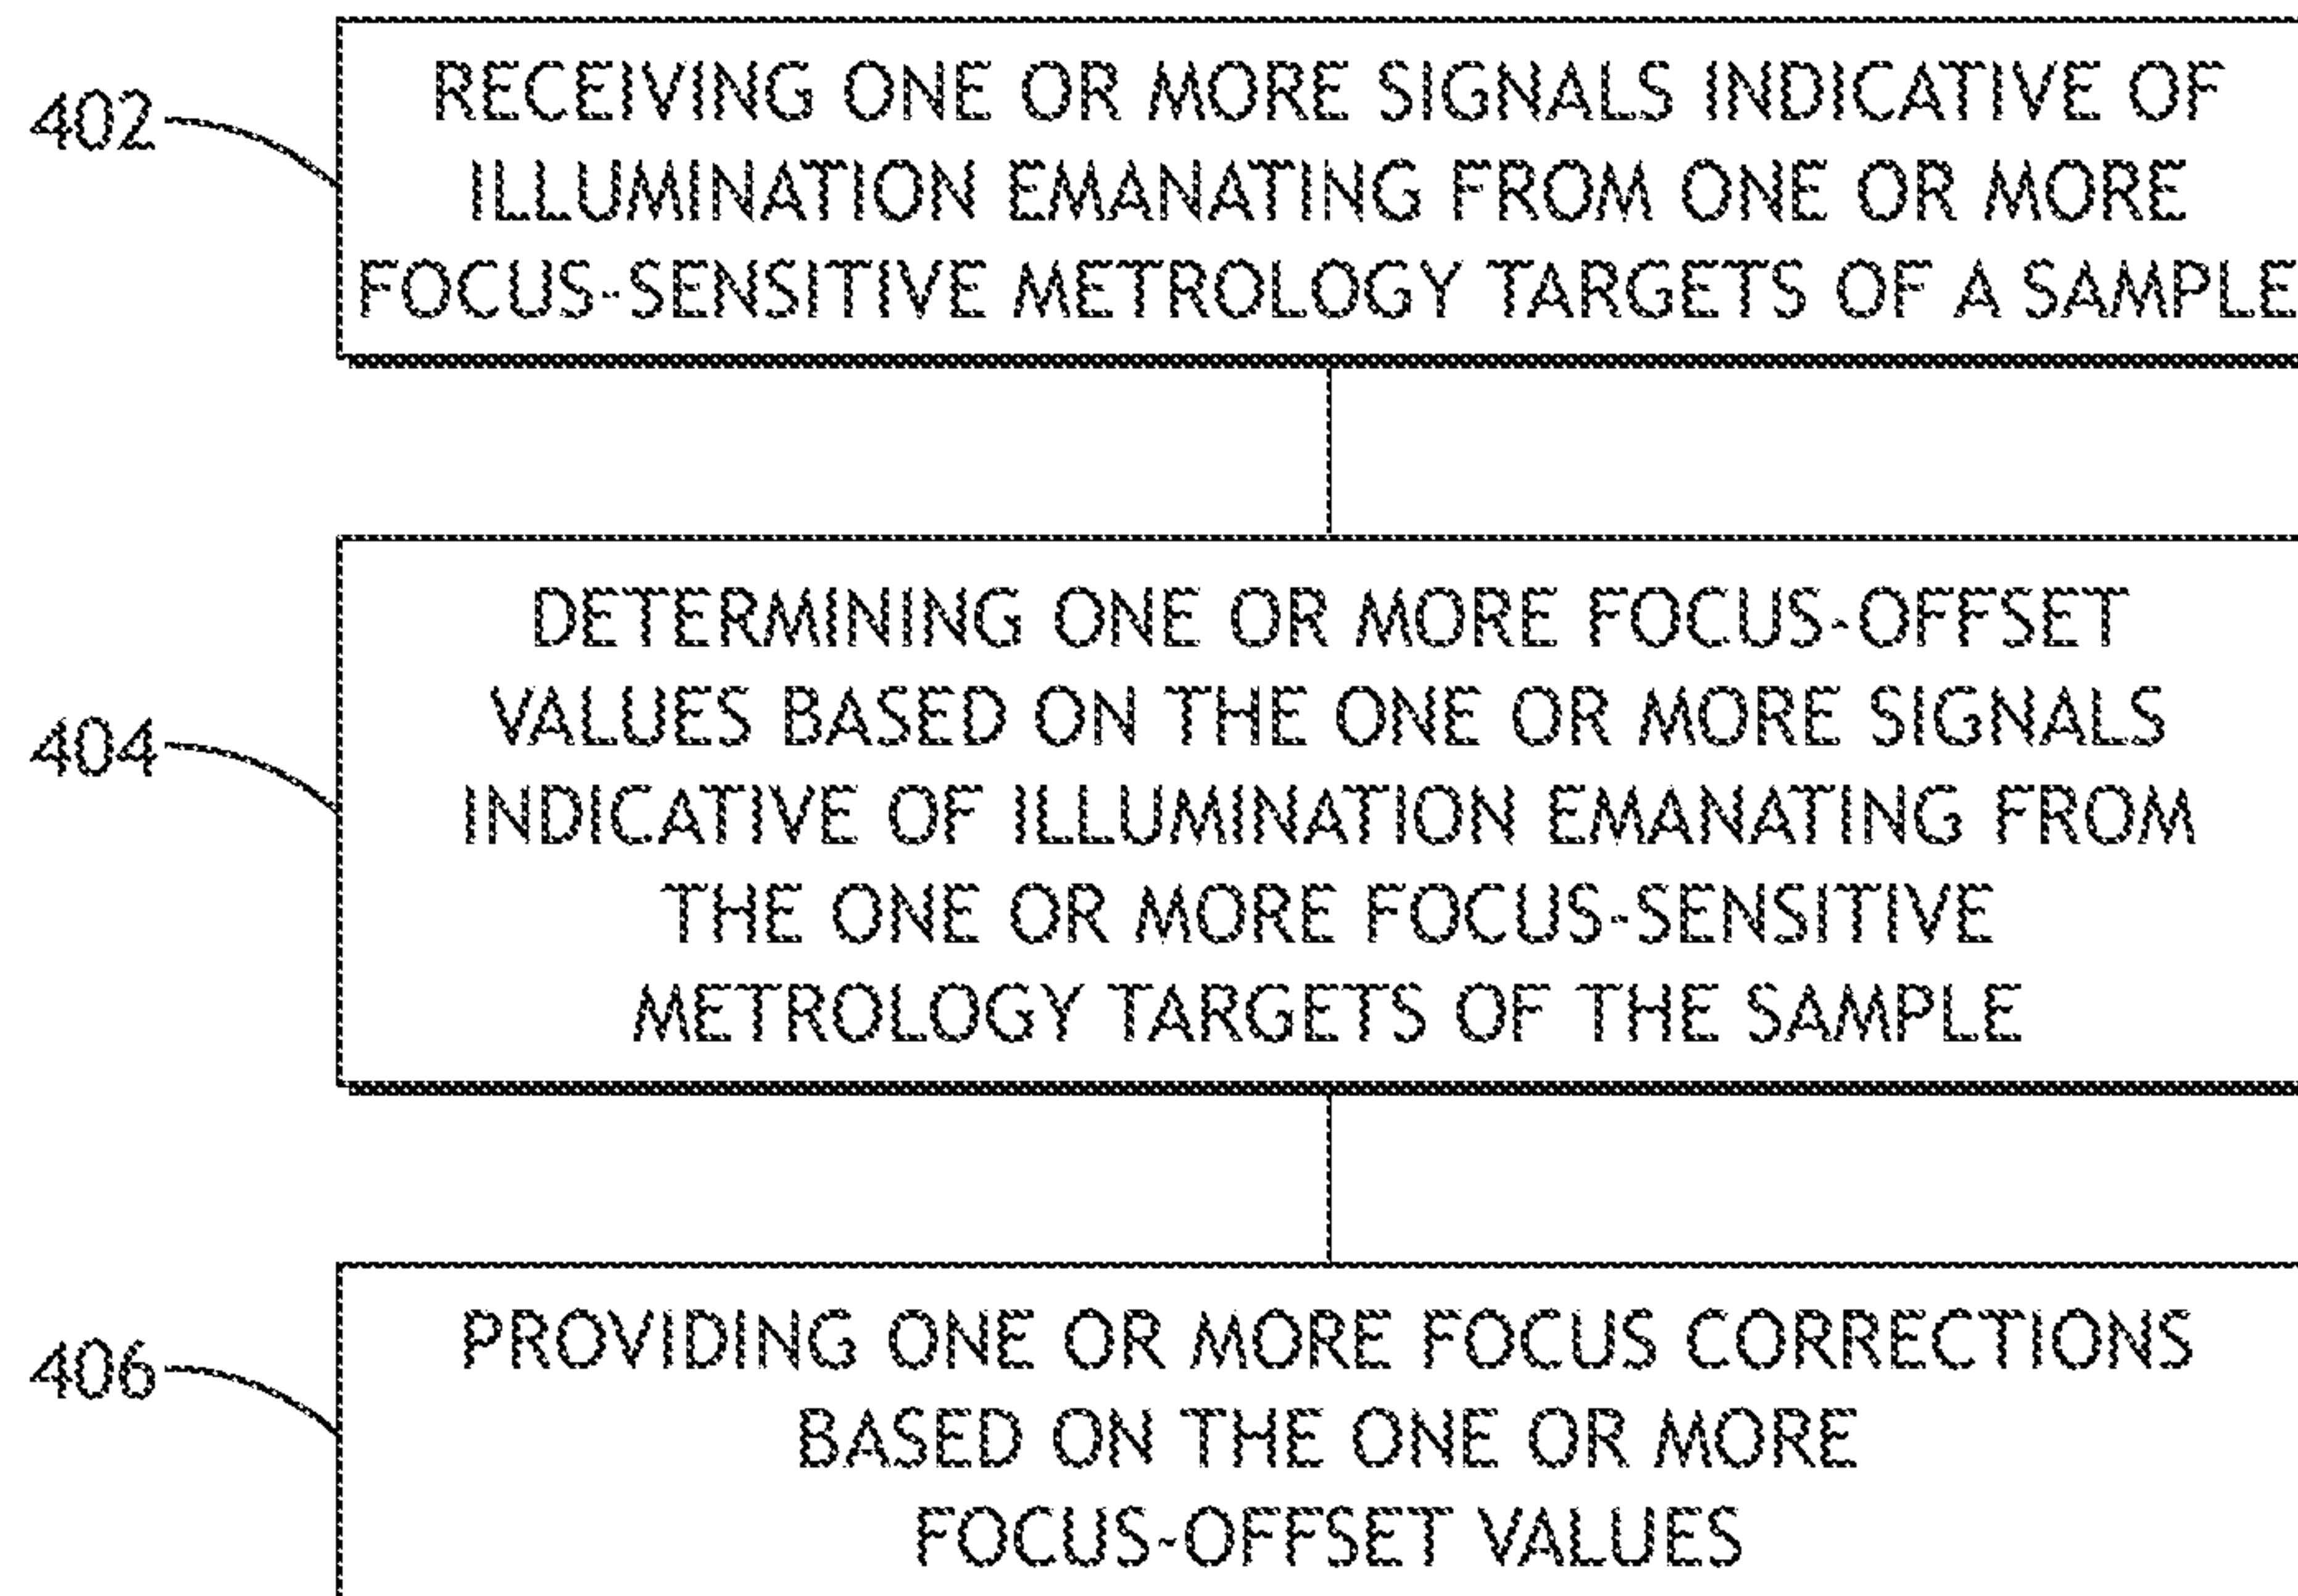 402
RECEIVING ONE OR MORE SIGNALS INDICATIVE OF
ILLUMINATION EMANATING FROM ONE OR MORE
FOCUS-SENSITIVE METROLOGY TARGETS OF A SAMPLE
404
DETERMINING ONE OR MORE FOCUS-OFFSET
VALUES BASED ON THE ONE OR MORE SIGNALS
INDICATIVE OF ILLUMINATION EMANATING FROM
THE ONE OR MORE FOCUS-SENSITIVE
METROLOGY TARGETS OF THE SAMPLE
406
PROVIDING ONE OR MORE FOCUS CORRECTIONS
BASED ON THE ONE OR MORE
FOCUS-OFFSET VALUES